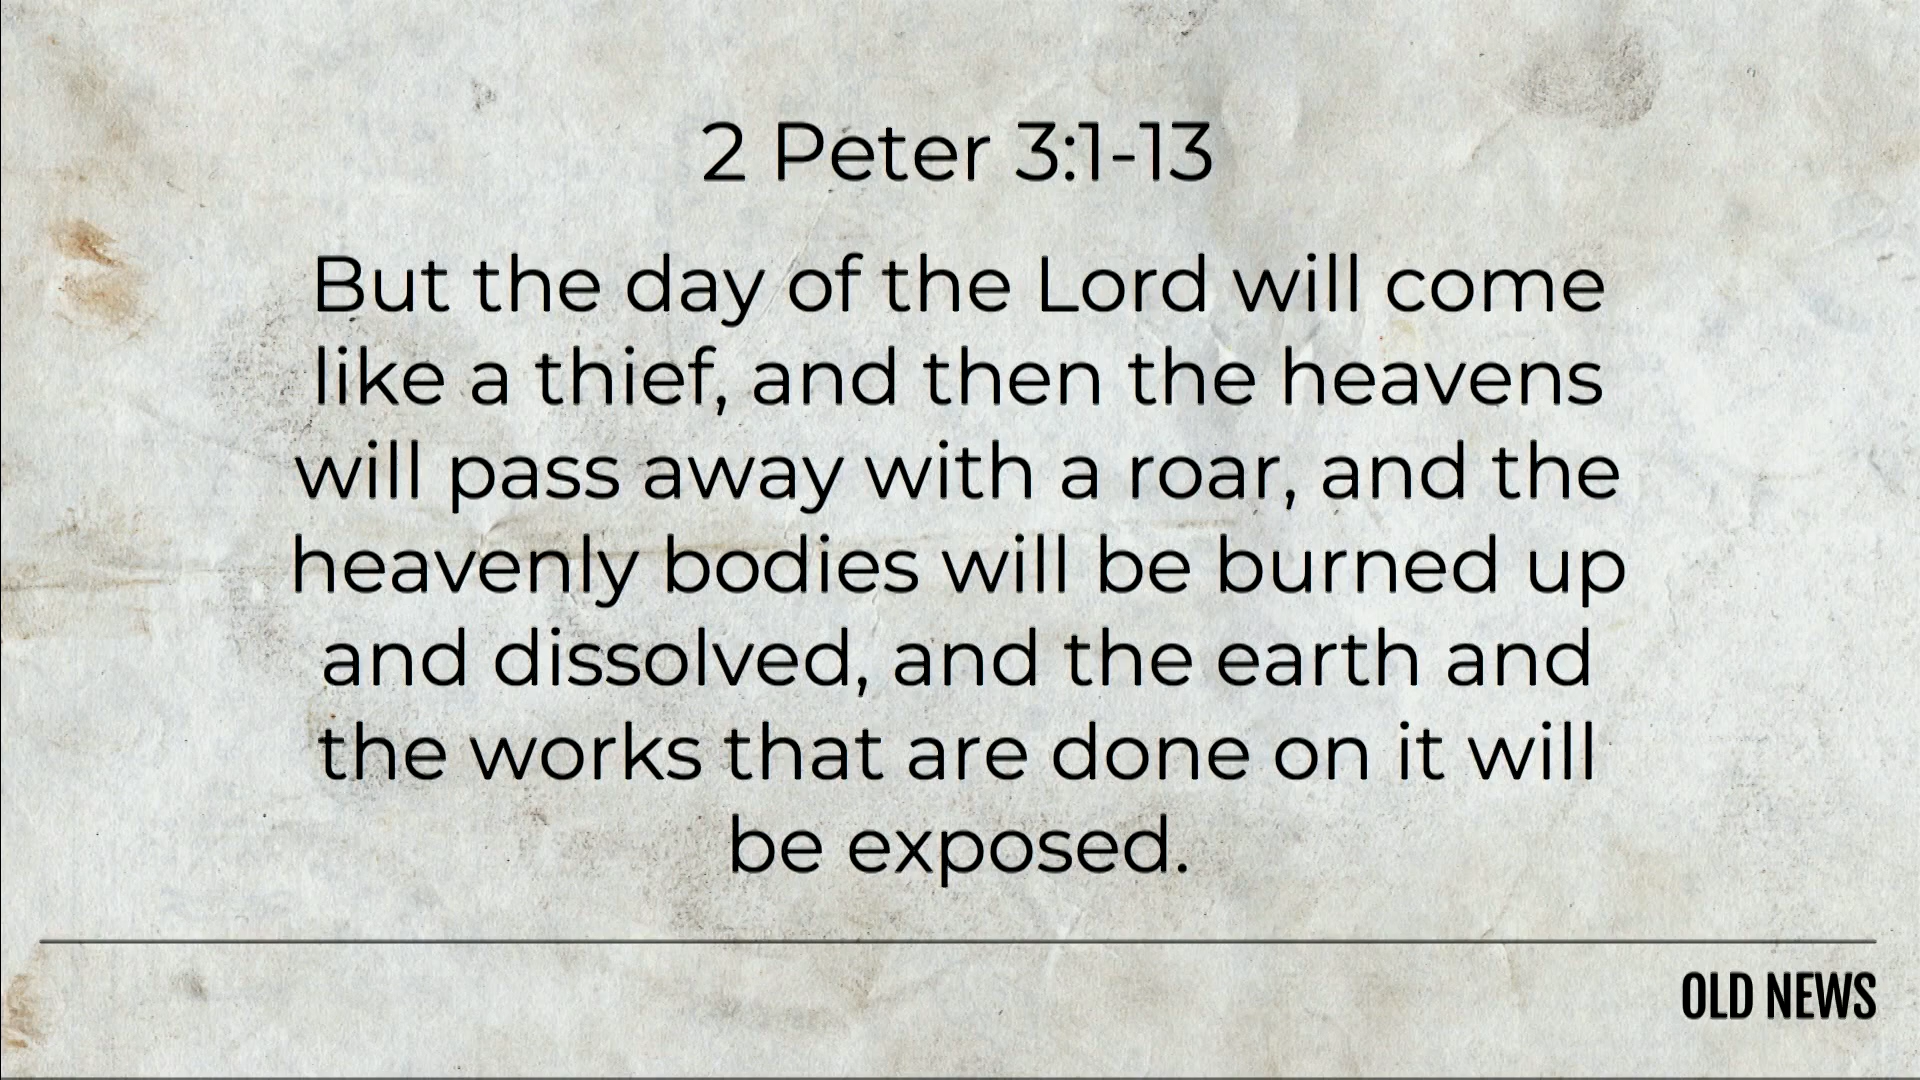 2 Peter 3:1-13
But the day of the Lord will come
like a thief, and then the heavens
will pass away with a roar, and the
heavenly bodies will be burned up
and dissolved, and the earth and
the works that are done on it will
be exposed.
OLD NEWS